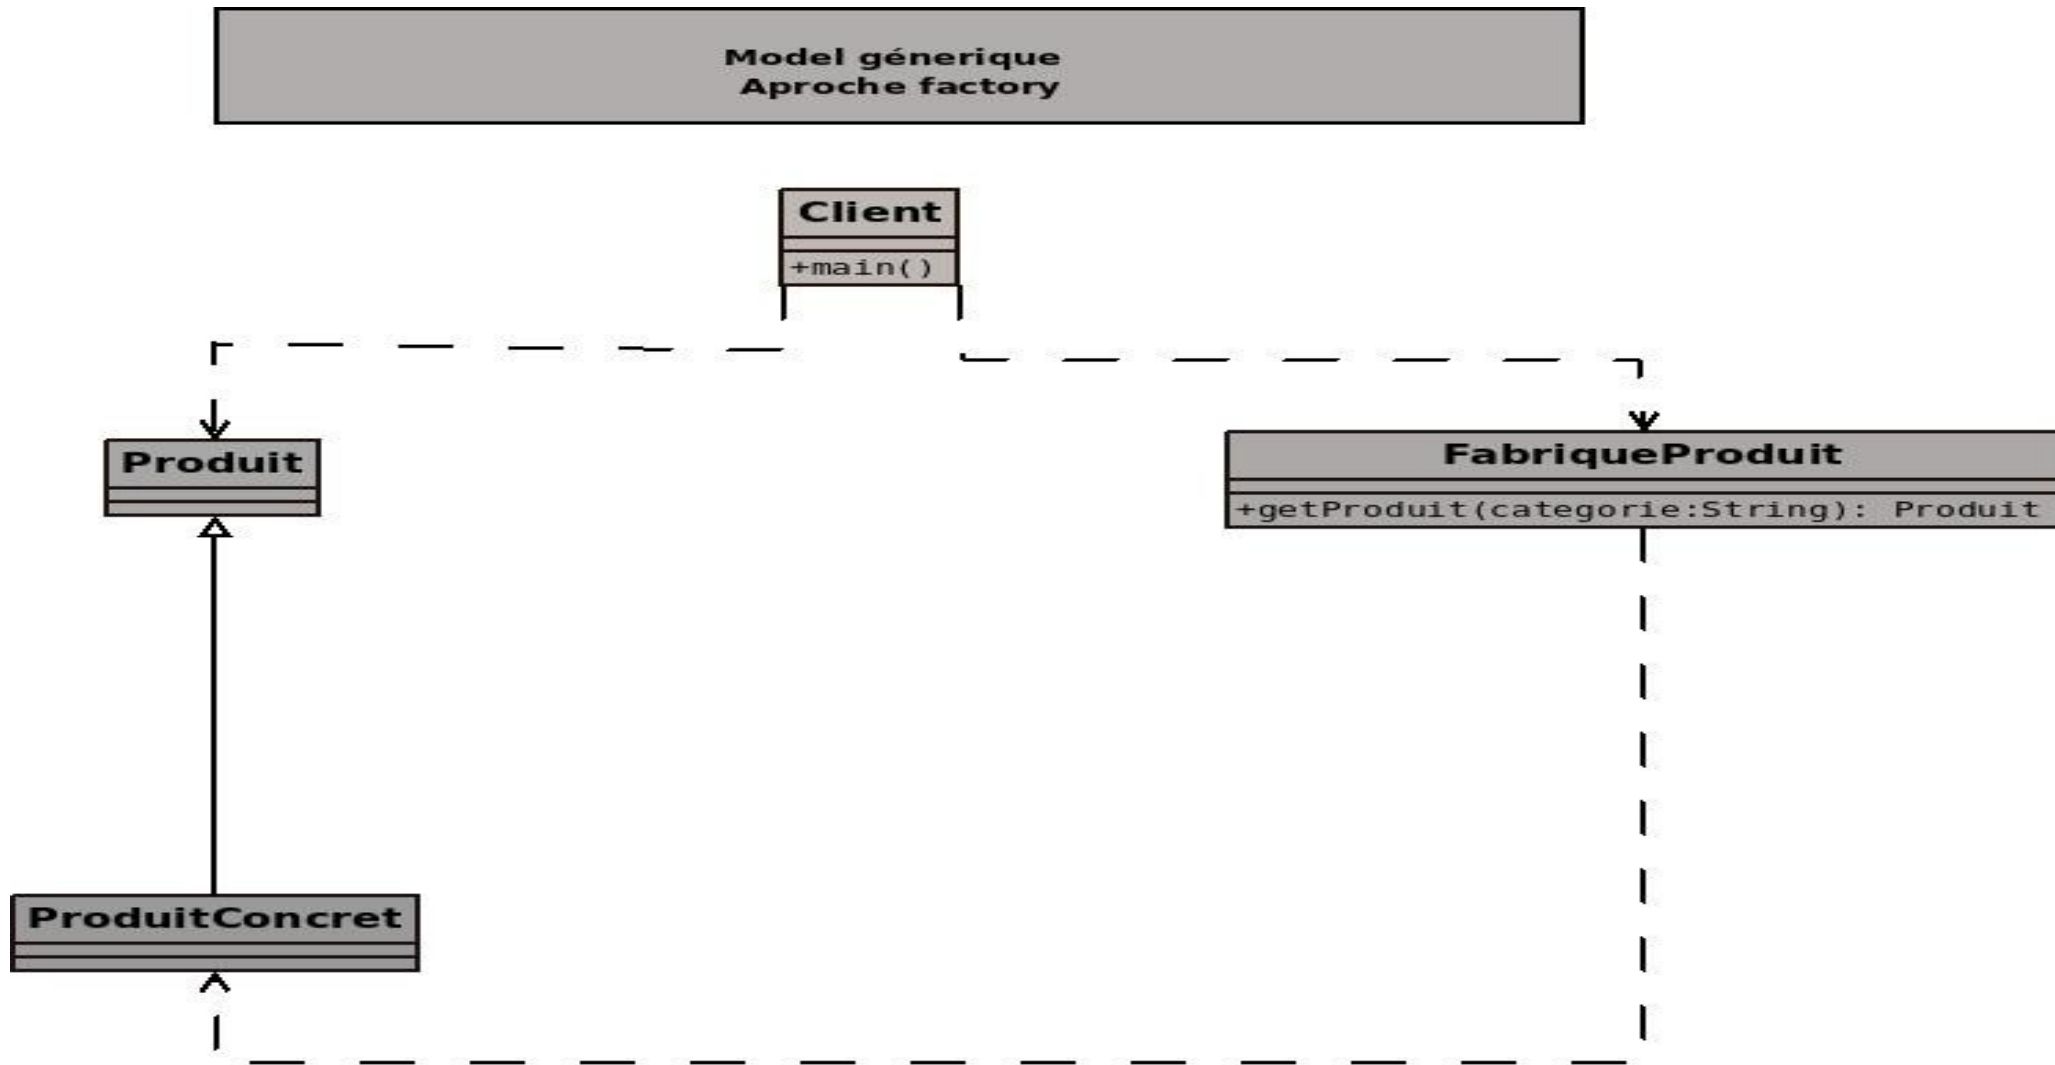 Model génerique
Aproche factory
Client
+main()
Produit
FabriqueProduit
+getProduit(categorie:String): Produit
ProduitConcret